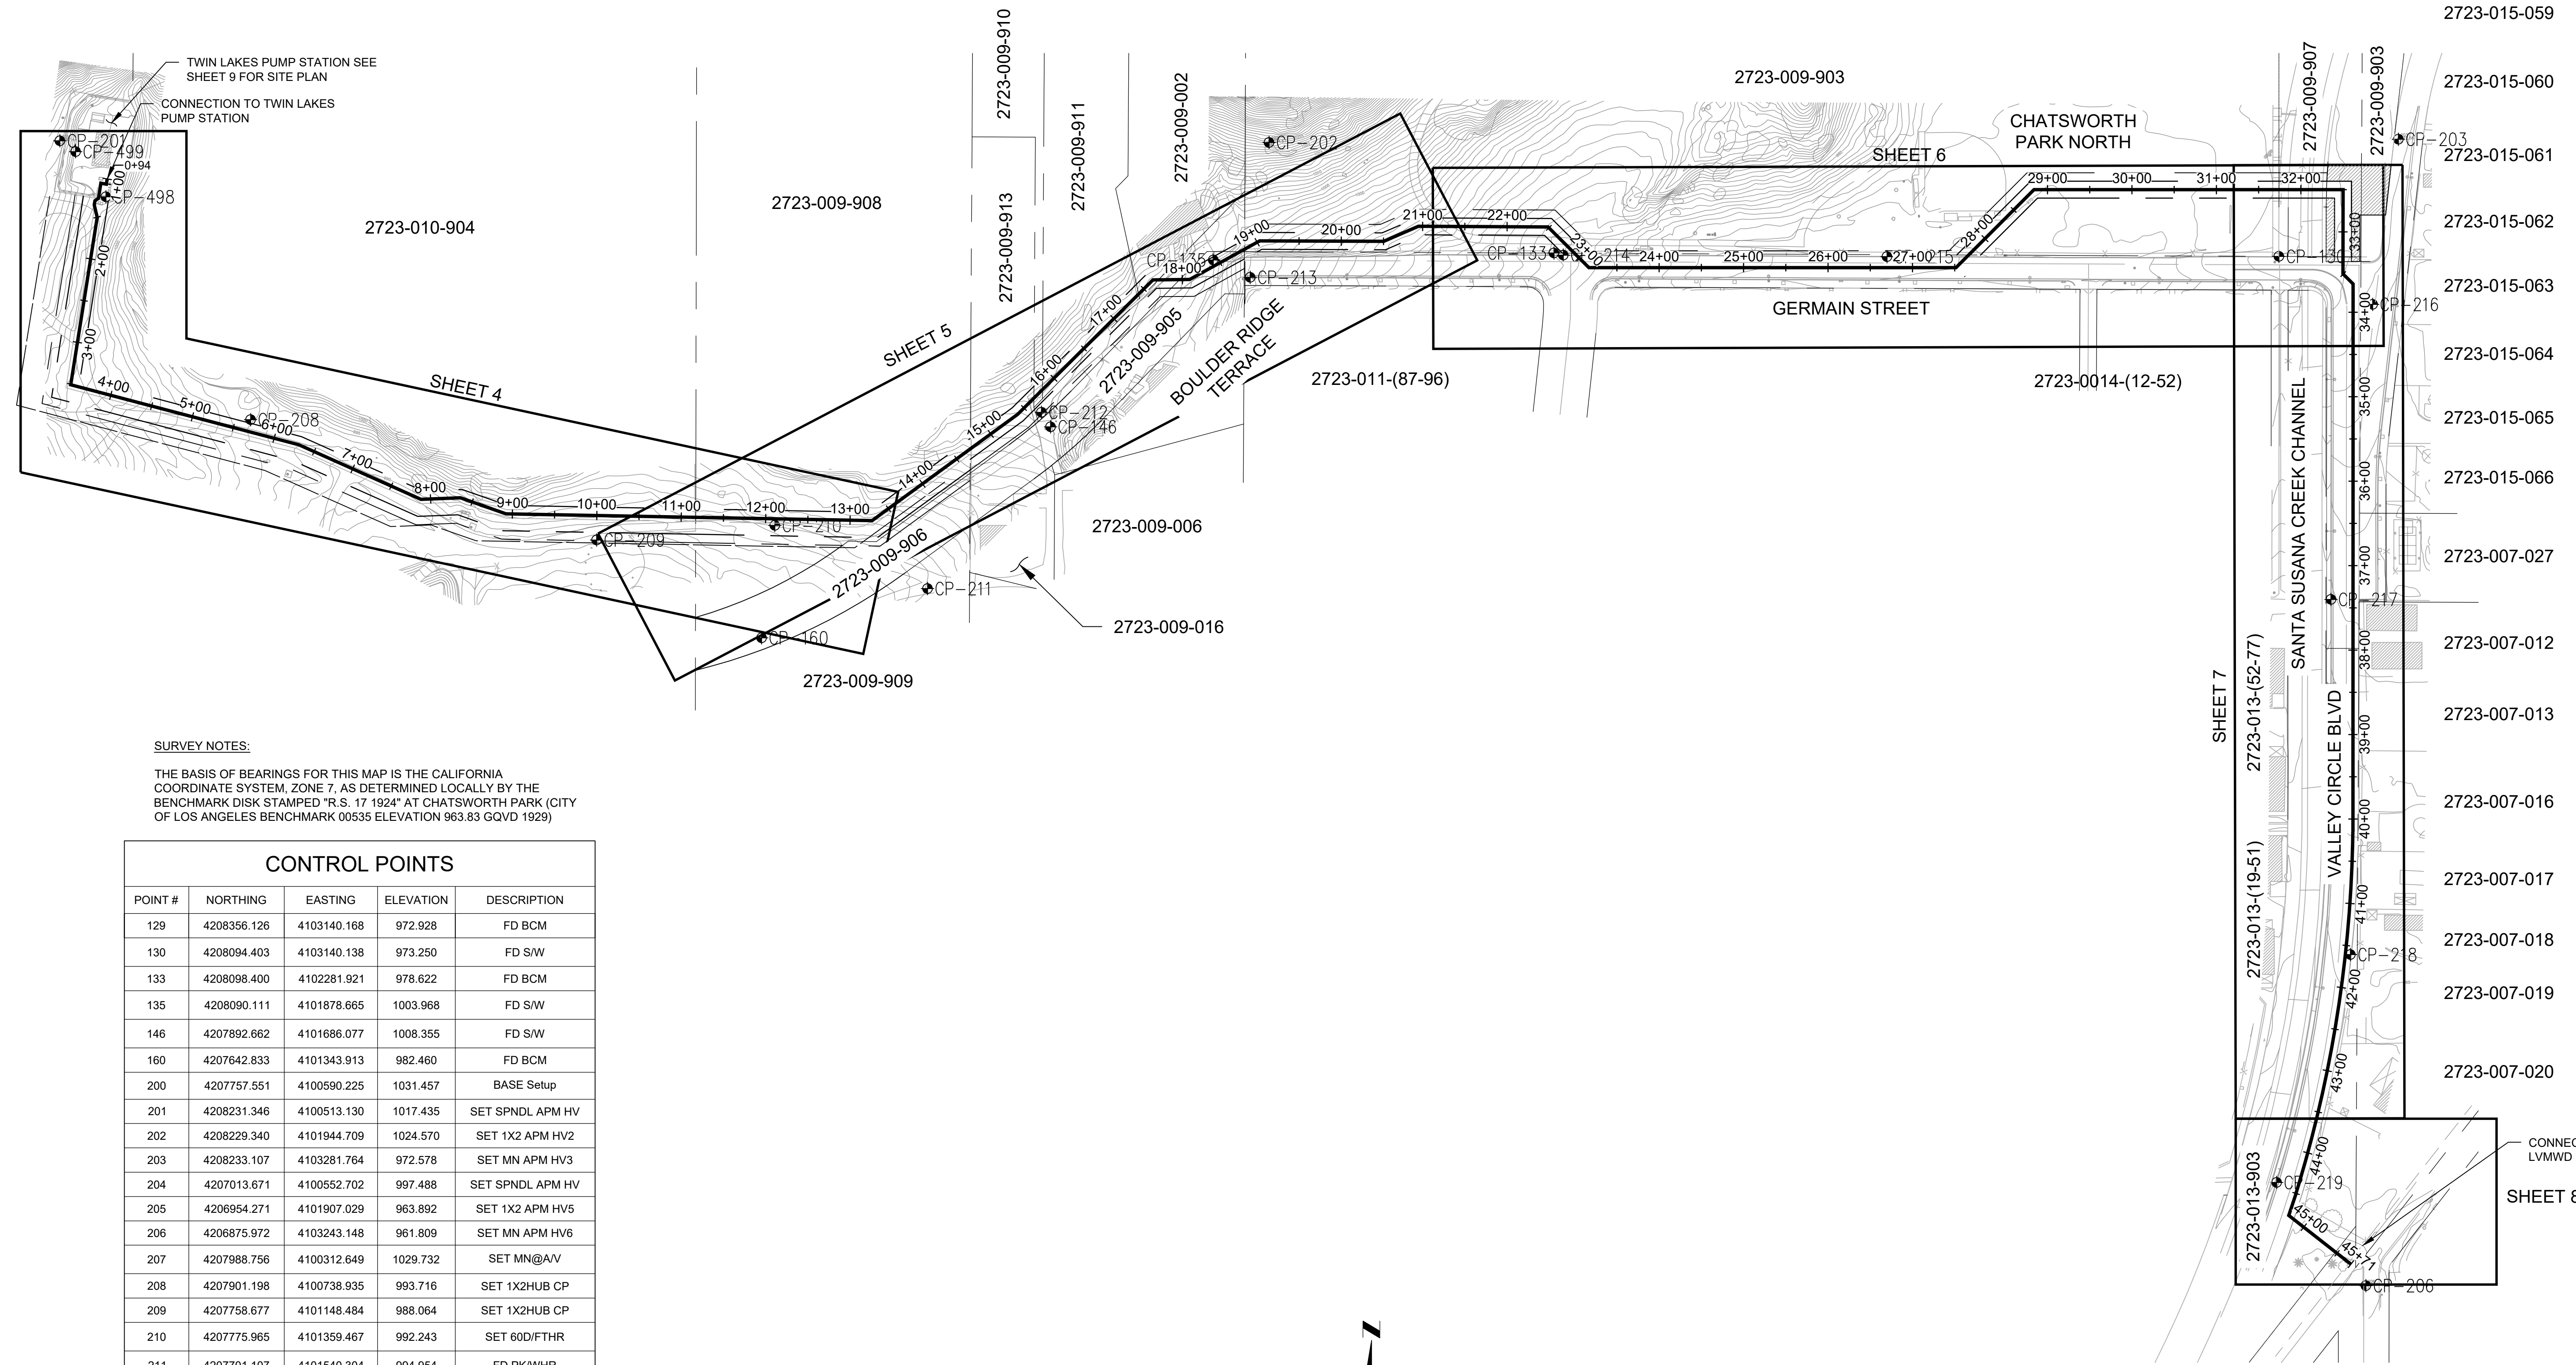 2723-015-059
2723-015-060
2723-015-061
2723-015-062
2723-015-063
2723-015-064
2723-015-065
2723-015-066
2723-007-027
2723-007-012
2723-007-013
2723-007-016
2723-007-017
2723-007-018
2723-007-019
2723-007-020
TWIN LAKES PUMP STATION SEE
SHEET 9 FOR SITE PLAN
CONNECTION TO TWIN LAKES
PUMP STATION
CP-201
CP-499
0+94
CP-498
2+00
3+00
4+00
5+00
6+00
CP-208
7+00
8+00
9+00
10+00
11+00
12+00
13+00
CP-209
CP-210
CP-160
CP-211
SHEET 4
2723-010-904
2723-009-908
2723-009-910
2723-009-913
2723-009-911
2723-009-002
SHEET 5
14+00
15+00
16+00
17+00
18+00
19+00
20+00
21+00
22+00
CP-212
CP-146
CP-135
CP-213
CP-202
2723-009-905
2723-009-906
2723-009-909
2723-009-016
2723-009-006
BOULDER RIDGE
TERRACE
2723-011-(87-96)
2723-009-903
CHATSWORTH
PARK NORTH
SHEET 6
CP-133
23+00
24+00
25+00
26+00
27+00
28+00
29+00
30+00
31+00
32+00
GERMAIN STREET
2723-0014-(12-52)
2723-009-907
2723-009-903
CP-203
CP-216
33+00
34+00
35+00
36+00
37+00
38+00
39+00
40+00
41+00
42+00
43+00
44+00
45+00
45+71
CP-217
CP-218
CP-219
CP-206
SANTA SUSANA CREEK CHANNEL
VALLEY CIRCLE BLVD
SHEET 7
2723-013-(52-77)
2723-013-(19-51)
2723-013-903
LVMWD
SHEET 8
SURVEY NOTES:
THE BASIS OF BEARINGS FOR THIS MAP IS THE CALIFORNIA
COORDINATE SYSTEM, ZONE 7, AS DETERMINED LOCALLY BY THE
BENCHMARK DISK STAMPED "R.S. 17 1924" AT CHATSWORTH PARK (CITY
OF LOS ANGELES BENCHMARK 00535 ELEVATION 963.83 GQVD 1929)
CONTROL POINTS
POINT # NORTHING EASTING ELEVATION DESCRIPTION
129 4208356.126 4103140.168 972.928 FD BCM
130 4208094.403 4103140.138 973.250 FD S/W
133 4208098.400 4102281.921 978.622 FD BCM
135 4208090.111 4101878.665 1003.968 FD S/W
146 4207892.662 4101686.077 1008.355 FD S/W
160 4207642.833 4101343.913 982.460 FD BCM
200 4207757.551 4100590.225 1031.457 BASE Setup
201 4208231.346 4100513.130 1017.435 SET SPNDL APM HV
202 4208229.340 4101944.709 1024.570 SET 1X2 APM HV2
203 4208233.107 4103281.764 972.578 SET MN APM HV3
204 4207013.671 4100552.702 997.488 SET SPNDL APM HV
205 4206954.271 4101907.029 963.892 SET 1X2 APM HV5
206 4206875.972 4103243.148 961.809 SET MN APM HV6
207 4207988.756 4100312.649 1029.732 SET MN@A/V
208 4207901.198 4100738.935 993.716 SET 1X2HUB CP
209 4207758.677 4101148.484 988.064 SET 1X2HUB CP
210 4207775.965 4101359.467 992.243 SET 60D/FTHR